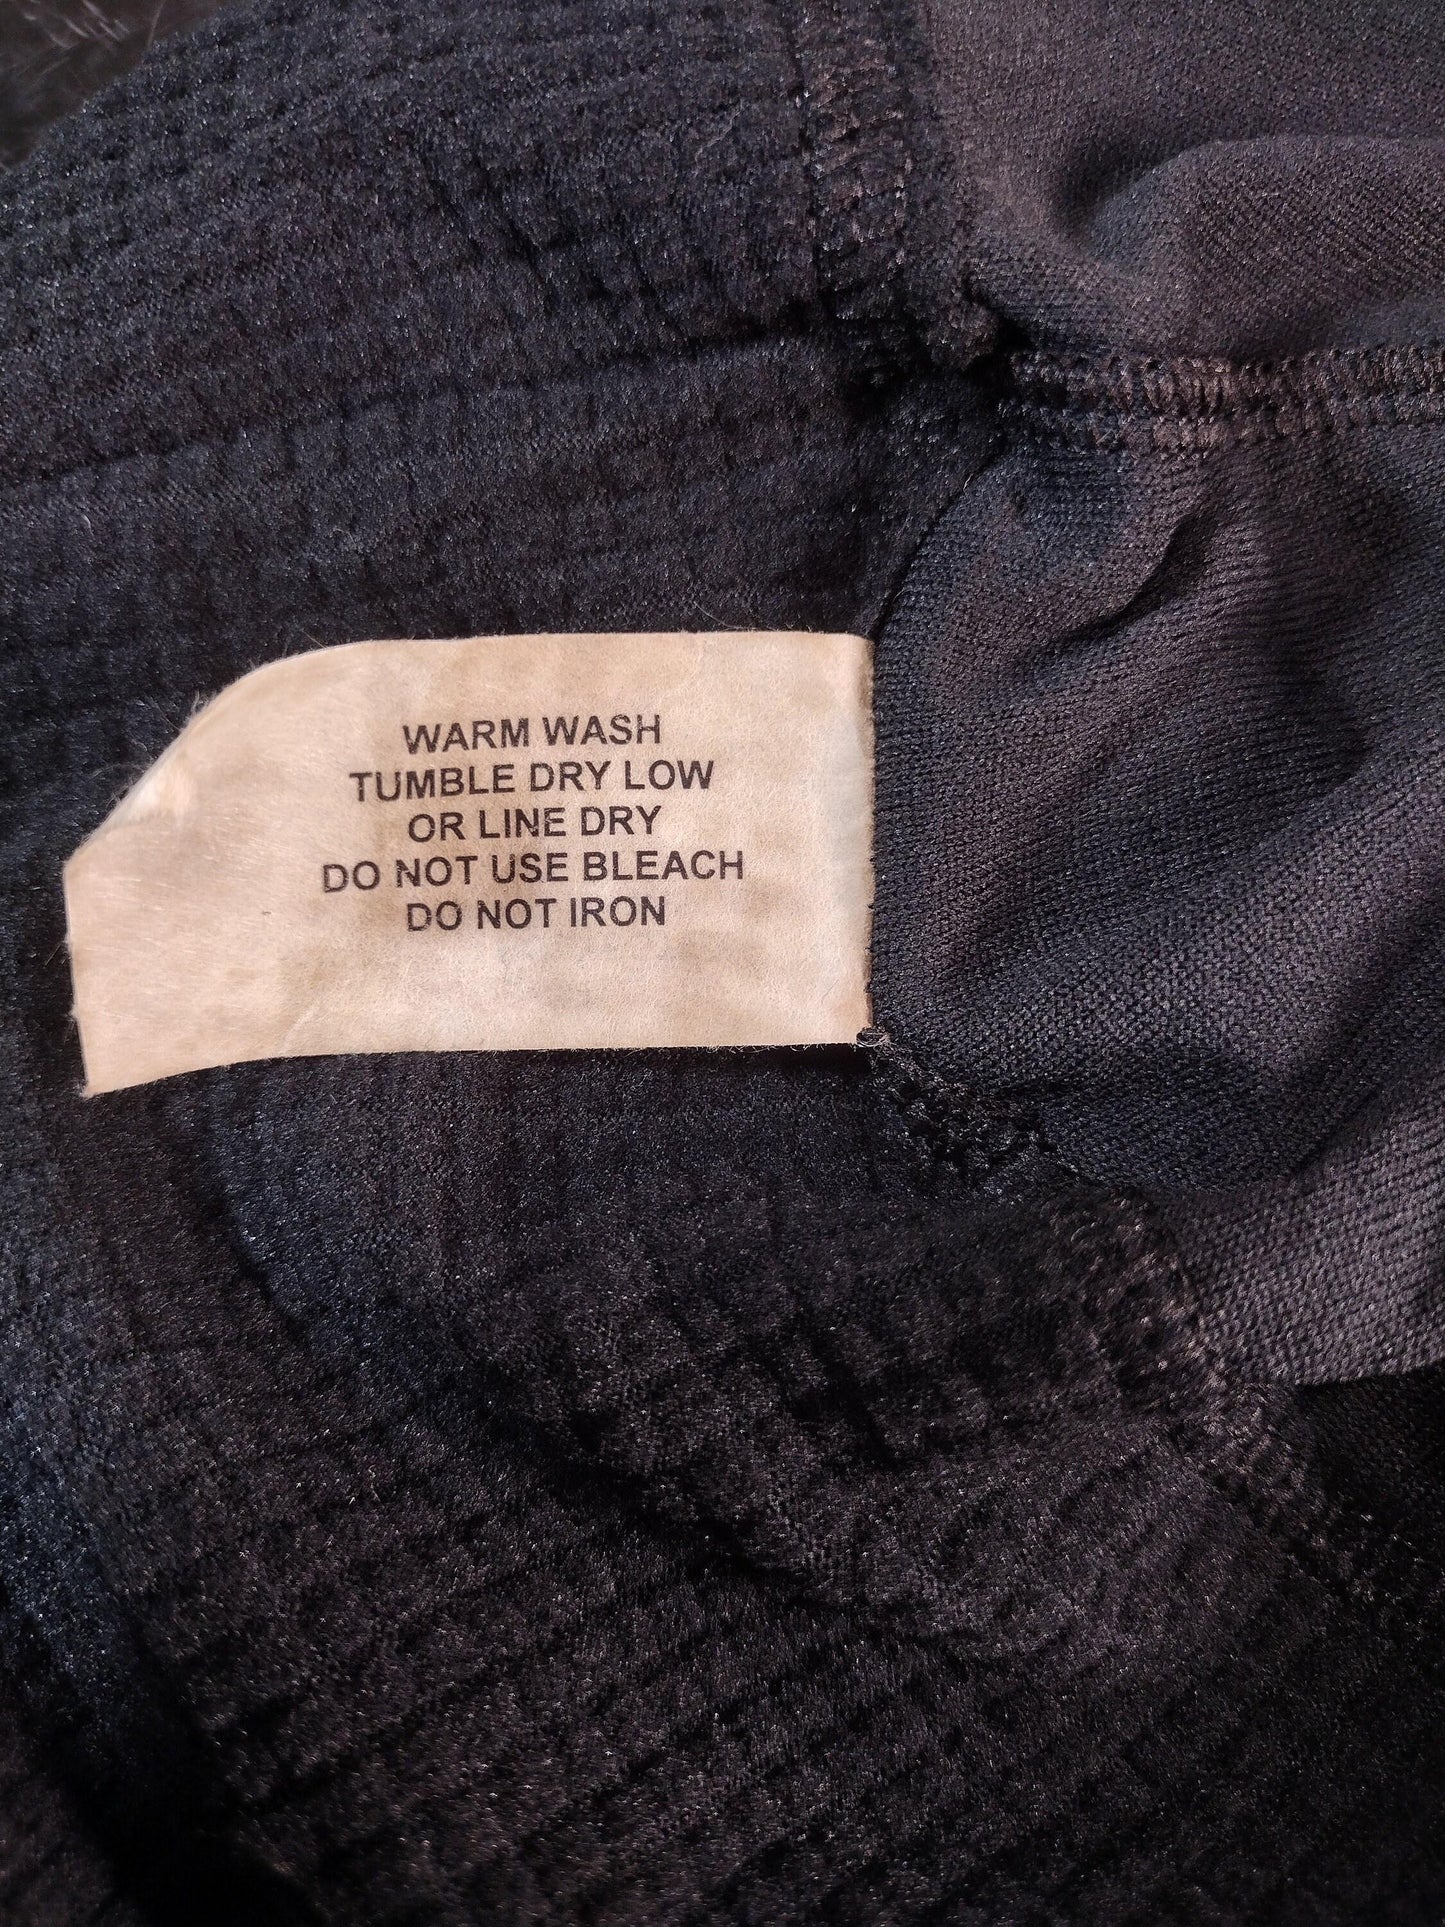 WARM WASH
TUMBLE DRY LOW
OR LINE DRY
DO NOT USE BLEACH
DO NOT IRON